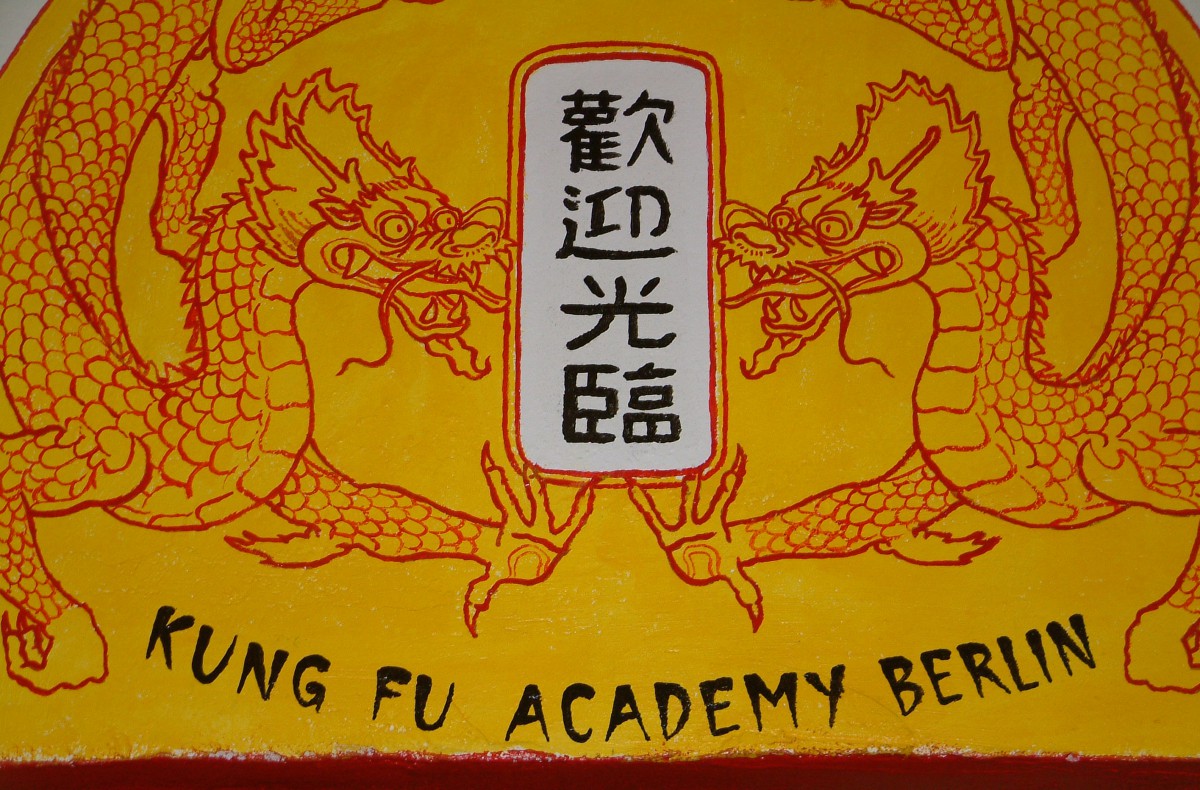 歡迎光臨
KUNG FU ACADEMY BERLIN